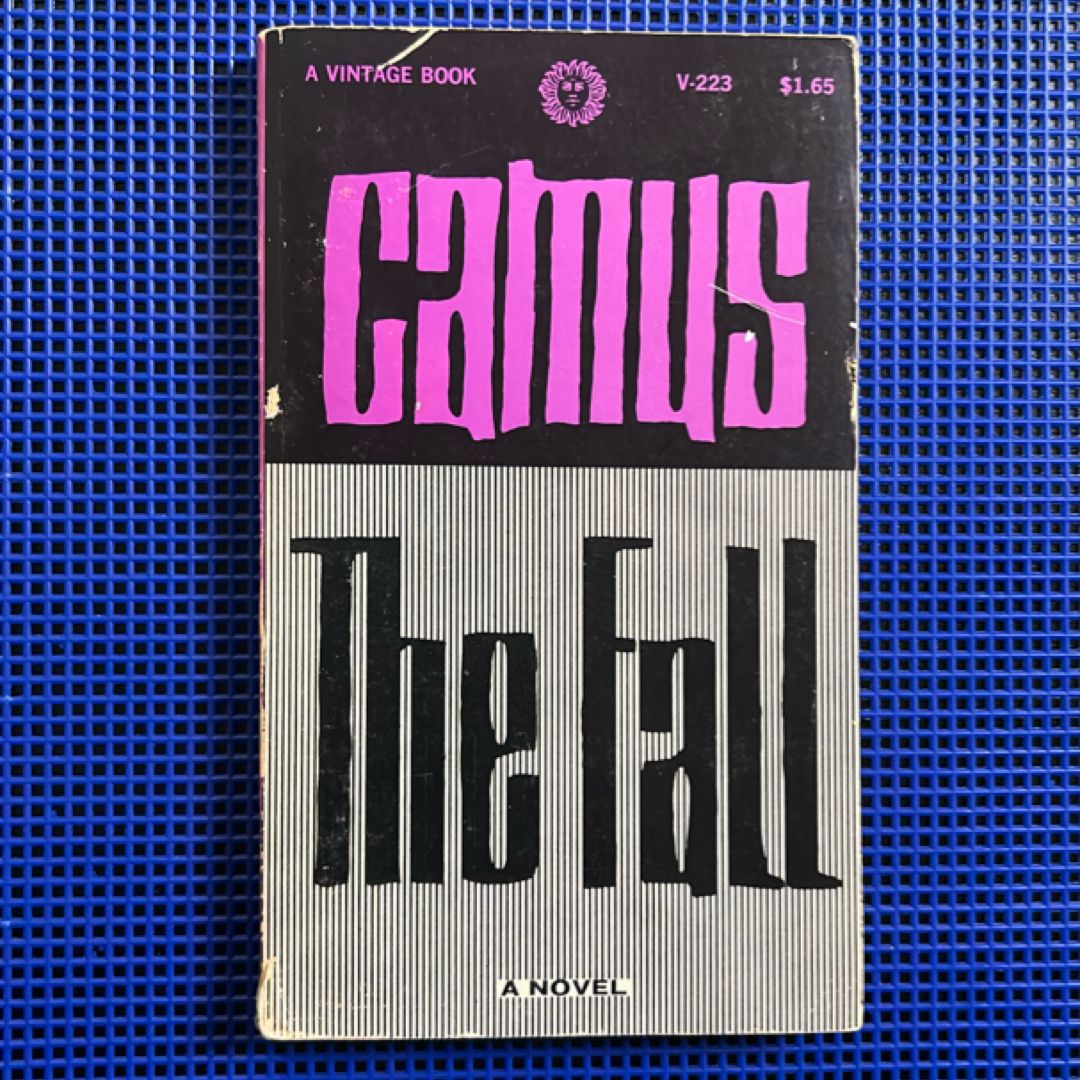 A VINTAGE BOOK V-223 $1.65
camus
The Fall
A NOVEL